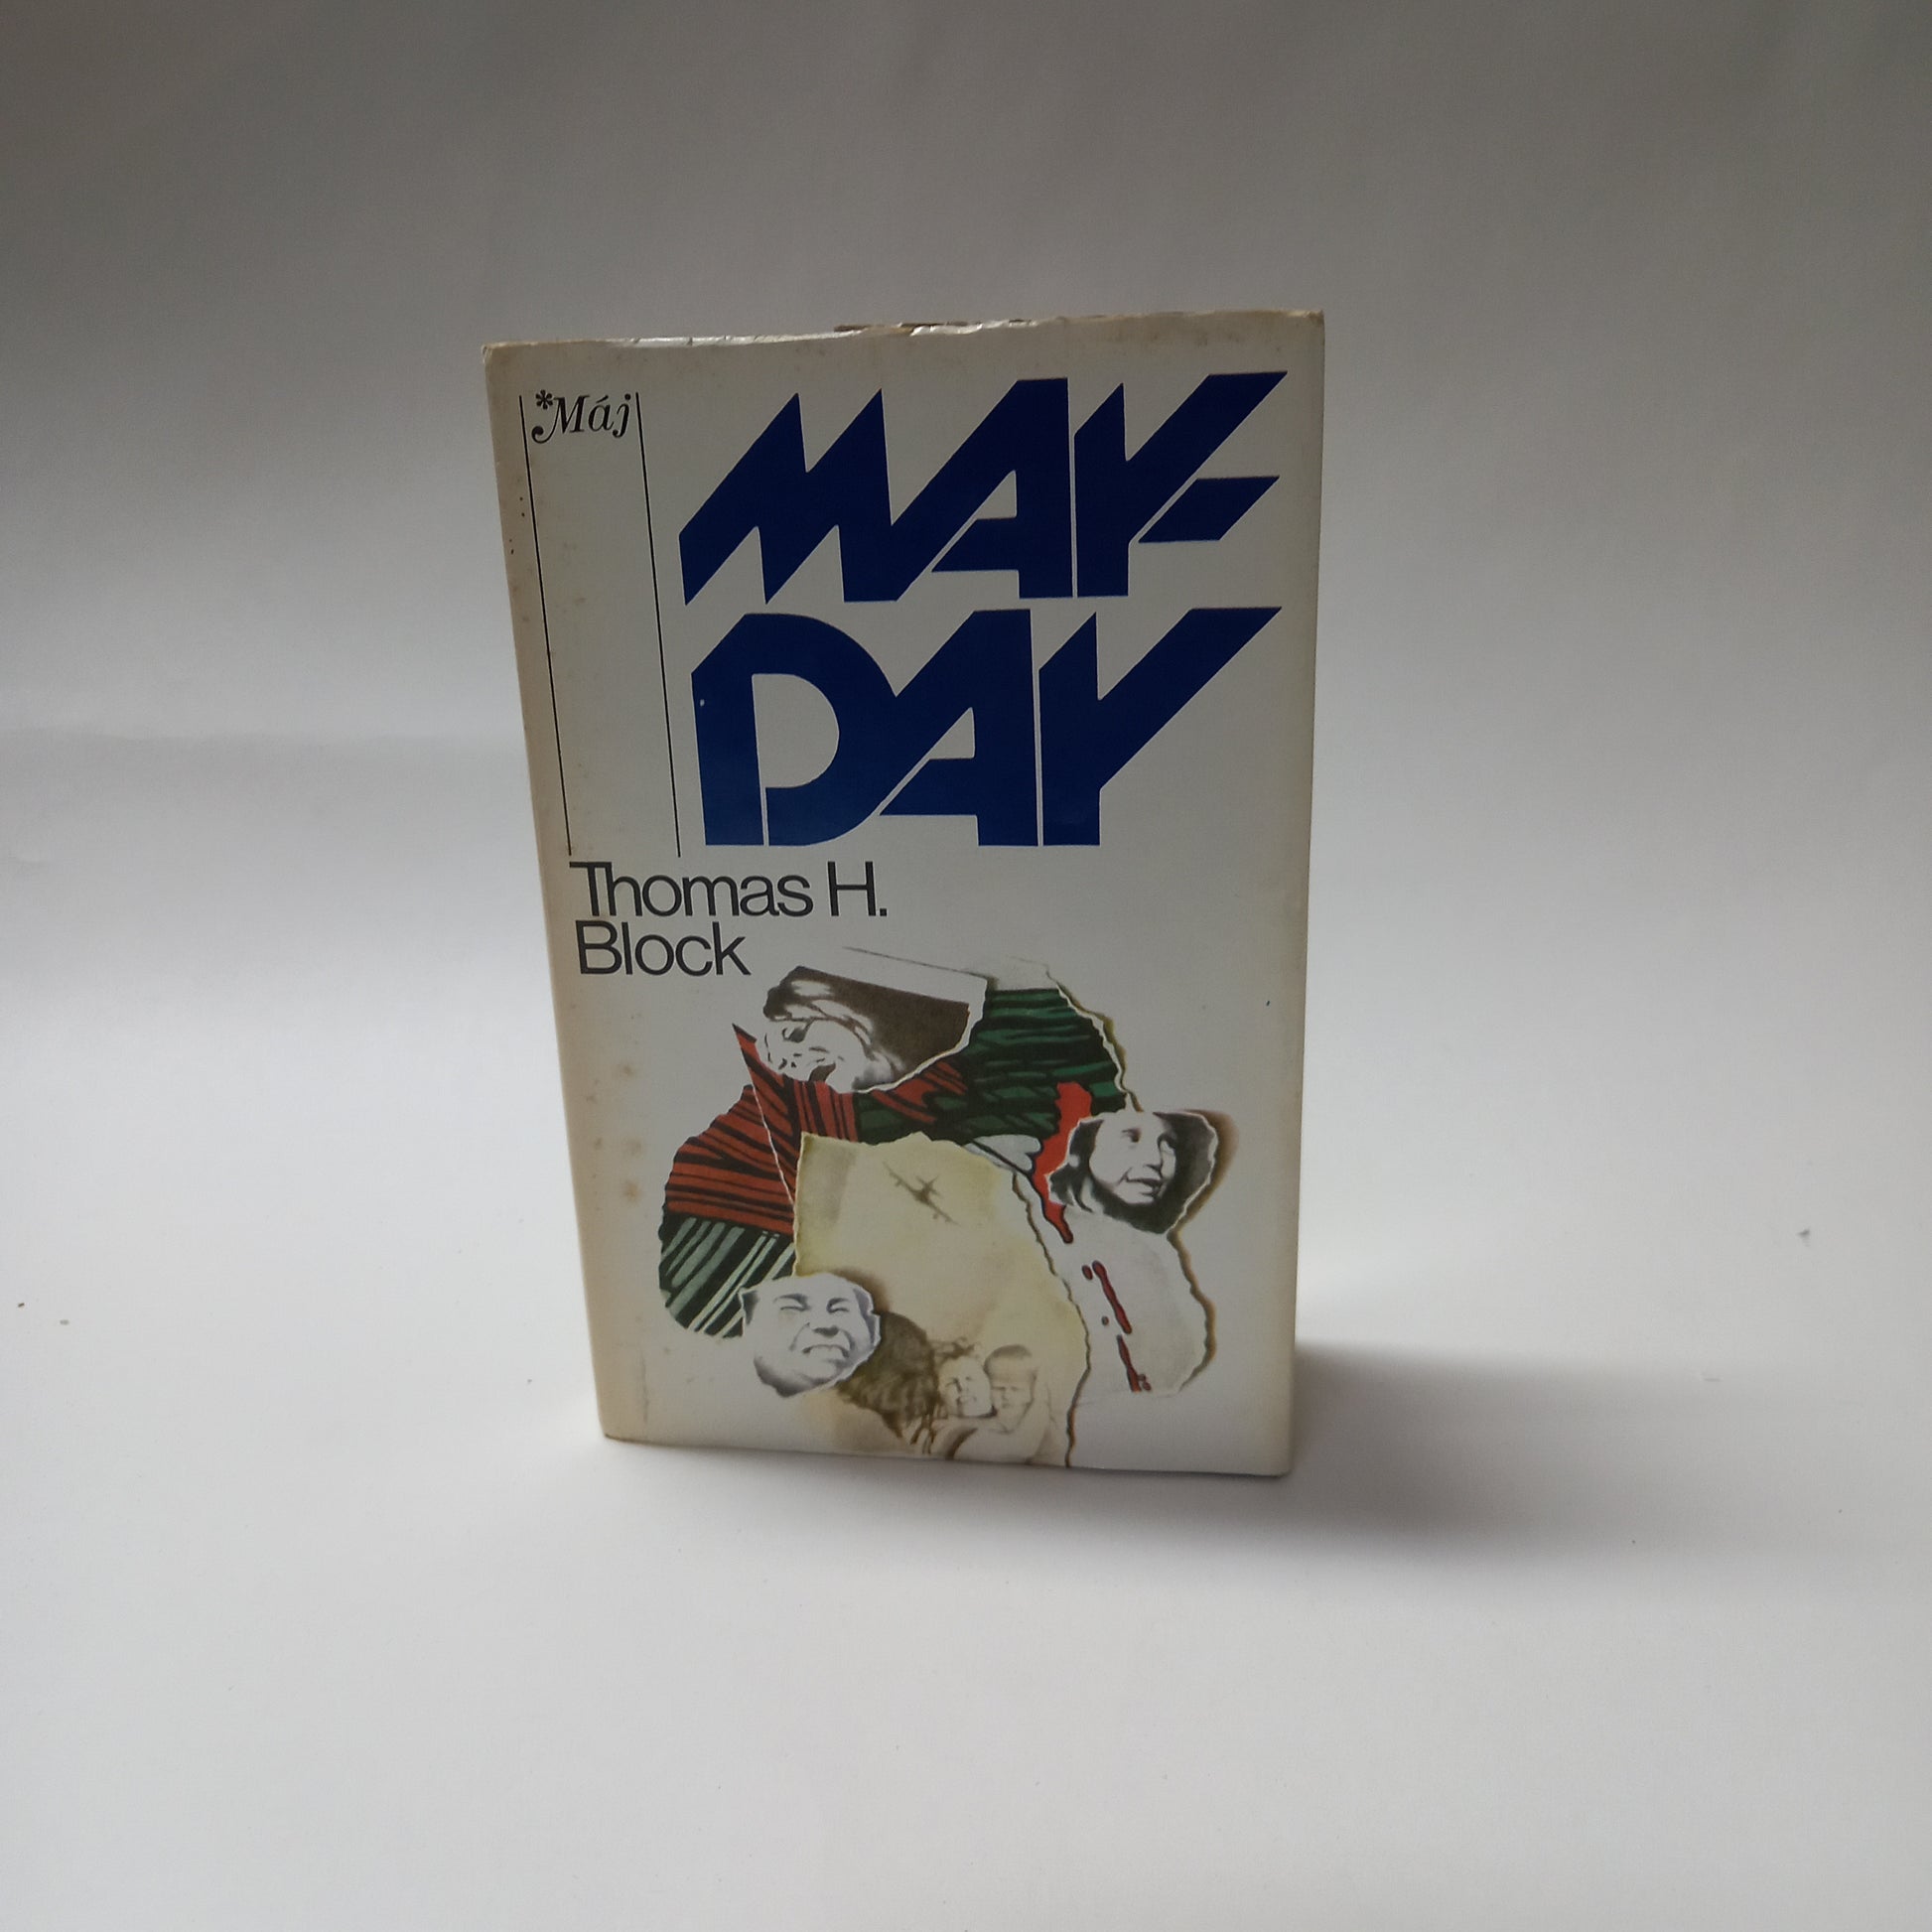 *Máj
MAY-
DAY
Thomas H.
Block